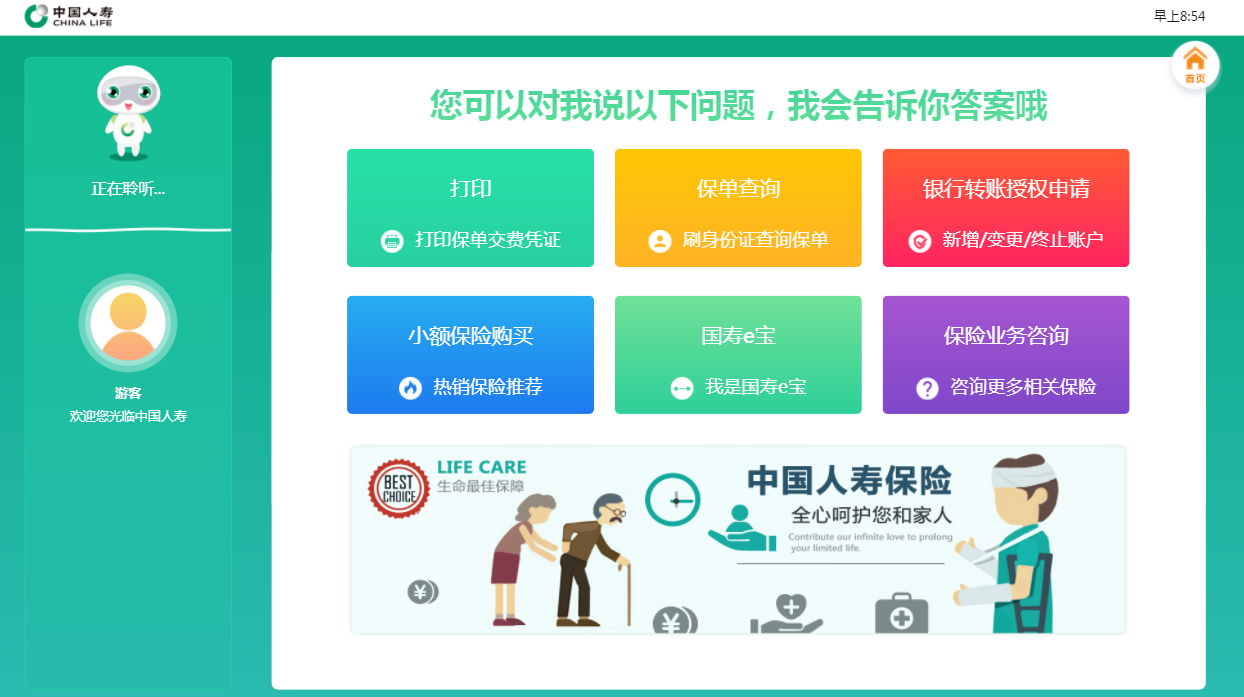 中国人寿
CHINA LIFE
早上8:54
首页
正在聆听...
游客
欢迎您光临中国人寿
您可以对我说以下问题，我会告诉你答案哦
打印
打印保单交费凭证
保单查询
刷身份证查询保单
银行转账授权申请
新增/变更/终止账户
小额保险购买
热销保险推荐
国寿e宝
我是国寿e宝
保险业务咨询
咨询更多相关保险
BEST
CHOICE
LIFE CARE
生命最佳保障
中国人寿保险
全心呵护您和家人
Contribute our infinite love to prolong
your limited life.
¥
¥